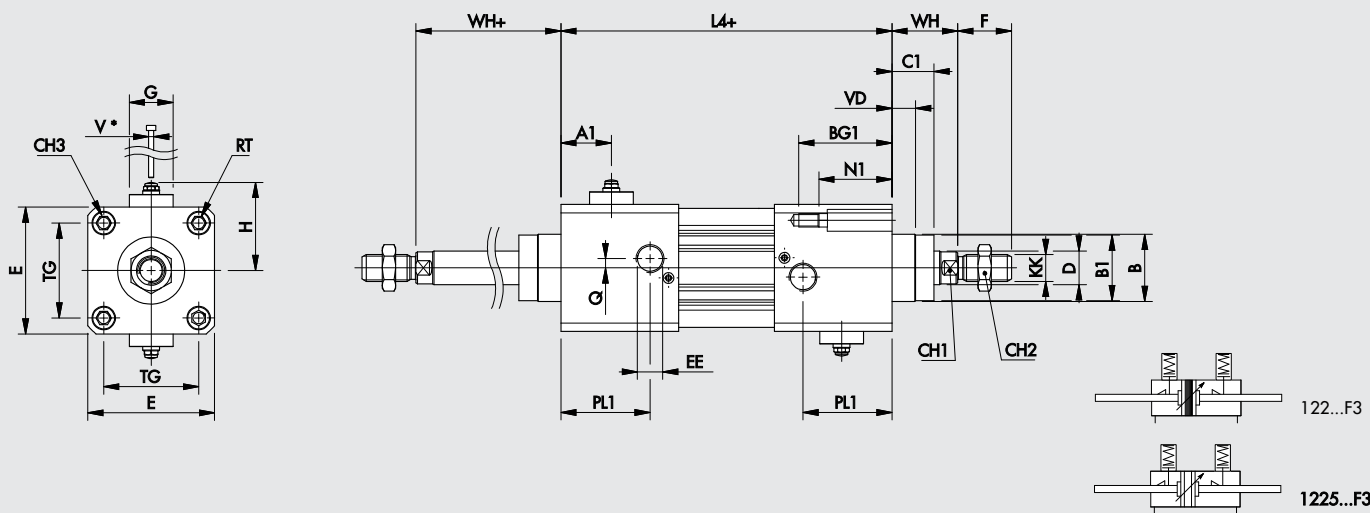 WH+
L4+
WH
F
C1
G
VD
V *
A1
BG1
CH3
RT
N1
H
E
TG
KK
D
B1
B
Q
CH1
CH2
EE
TG
E
PL1
PL1
122...F3
1225...F3